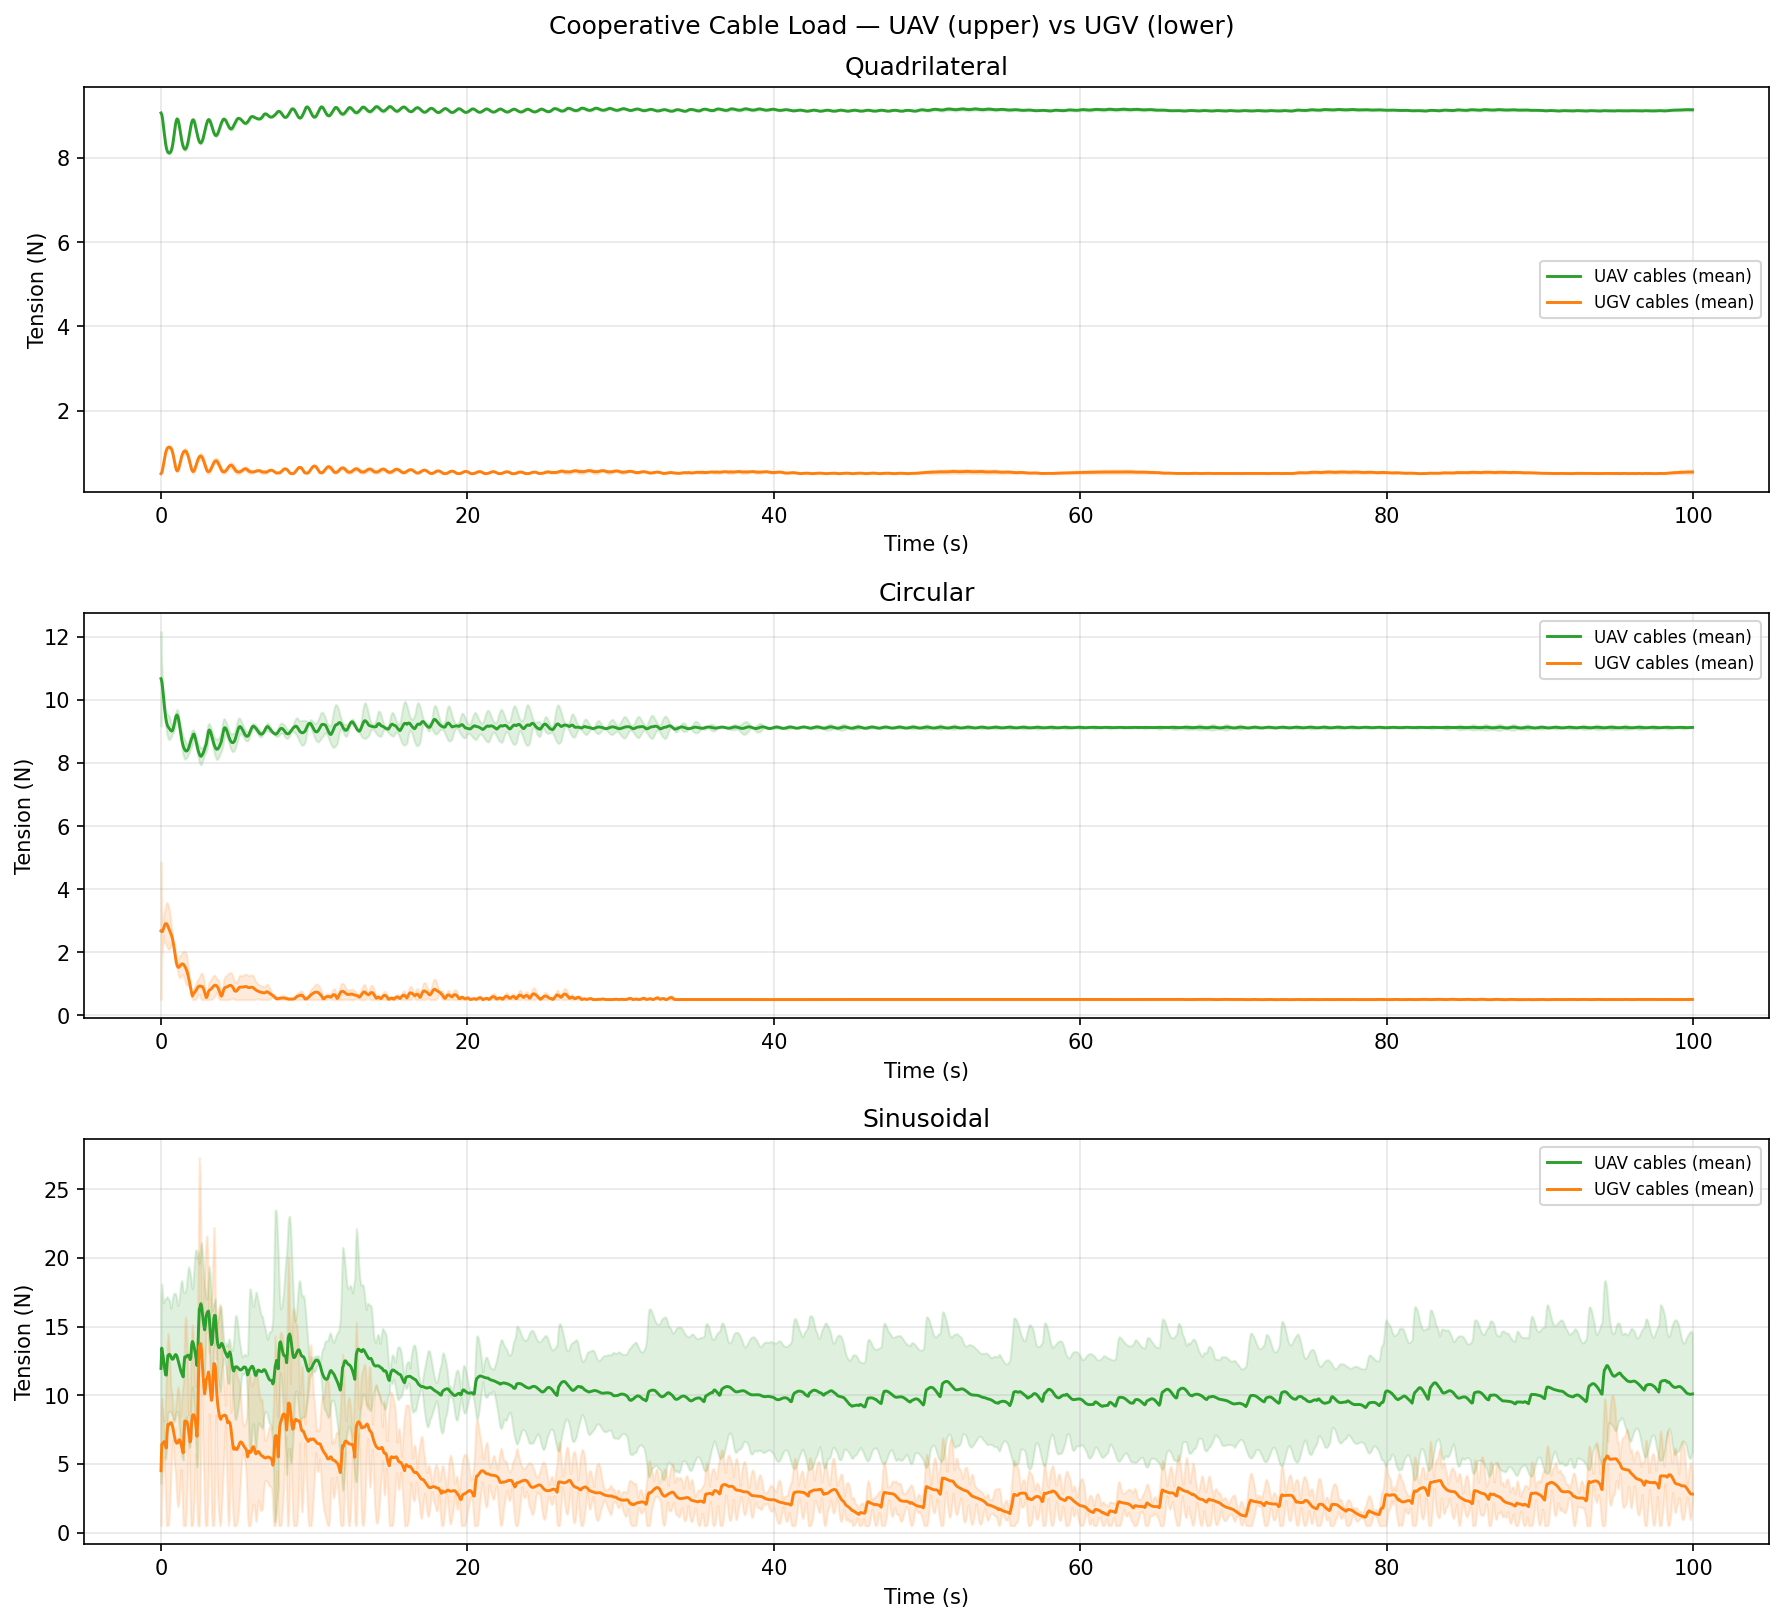 Cooperative Cable Load — UAV (upper) vs UGV (lower)
Quadrilateral
Tension (N)
8
6
4
2
UAV cables (mean)
UGV cables (mean)
0 20 40 60 80 100
Time (s)
Circular
Tension (N)
12
10
8
6
4
2
0
UAV cables (mean)
UGV cables (mean)
0 20 40 60 80 100
Time (s)
Sinusoidal
Tension (N)
25
20
15
10
5
0
UAV cables (mean)
UGV cables (mean)
0 20 40 60 80 100
Time (s)